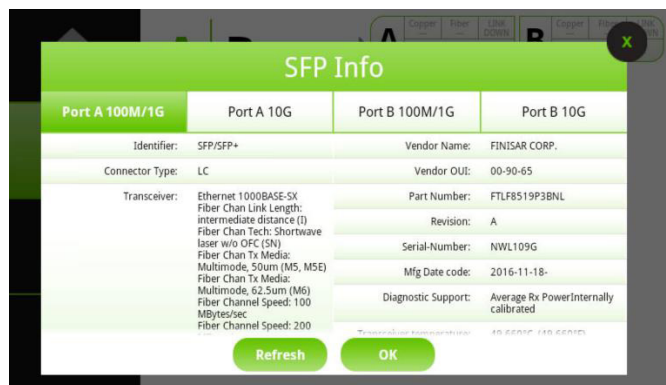 Copper Fiber LINK DOWN Copper Fiber
A B
SFP Info
X
Port A 100M/1G Port A 10G Port B 100M/1G Port B 10G
Identifier: SFP/SFP+
Connector Type: LC
Transceiver: Ethernet 1000BASE-SX
Fiber Chan Link Length:
intermediate distance (I)
Fiber Chan Tech: Shortwave
laser w/o OFC (SN)
Fiber Chan Tx Media:
Multimode, 50um (M5, M5E)
Fiber Chan Tx Media:
Multimode, 62.5um (M6)
Fiber Channel Speed: 100
MBytes/sec
Fiber Channel Speed: 200
Vendor Name: FINISAR CORP.
Vendor OUI: 00-90-65
Part Number: FTLF8519P3BNL
Revision: A
Serial-Number: NWL109G
Mfg Date code: 2016-11-18-
Diagnostic Support: Average Rx PowerInternally
calibrated
Refresh OK